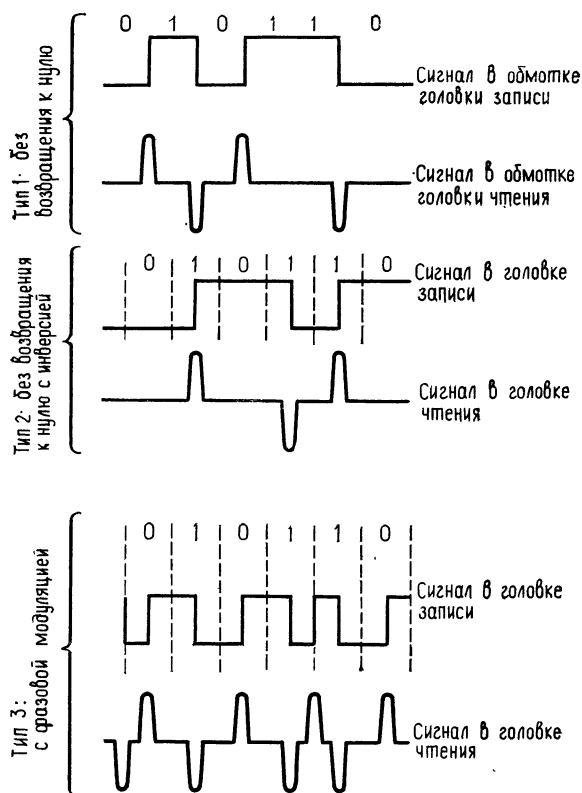 0 1 0 1 1 0
Тип 1· без
возвращения к нулю
Сигнал в обмотке
головки записи
Сигнал в обмотке
головки чтения
0 1 0 1 1 0
Тип 2· без возвращения
к нулю с инверсией
Сигнал в головке
записи
Сигнал в головке
чтения
0 1 0 1 1 0
Тип 3:
с фазовой модуляцией
Сигнал в головке
записи
Сигнал в головке
чтения